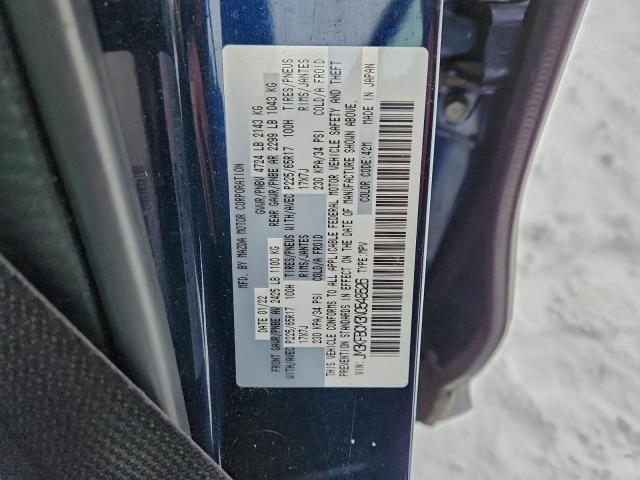 MFD. BY MAZDA MOTOR CORPORATION
DATE 01/22 GVWR/PNBV 4724 LB 2143 KG
FRONT GAWR/PNBE AV 2425 LB 1100 KG REAR GAWR/PNBE AR 2299 LB 1043 KG
WITH/AVEC P225/65R17 100H TIRES/PNEUS WITH/AVEC P225/65R17 100H TIRES/PNEUS
17X7J RIMS/JANTES 17X7J RIMS/JANTES
230 KPA/34 PSI COLD/A FROID 230 KPA/34 PSI COLD/A FROID
THIS VEHICLE CONFORMS TO ALL APPLICABLE FEDERAL MOTOR VEHICLE SAFETY AND THEFT
PREVENTION STANDARDS IN EFFECT ON THE DATE OF MANUFACTURE SHOWN ABOVE.
VIN: TYPE: MPV COLOR CODE: 42M MADE IN JAPAN